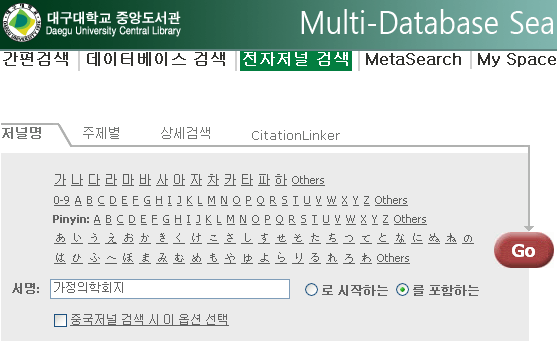 대구대학교 중앙도서관
Daegu University Central Library
Multi-Database Sea
간편검색 데이터베이스 검색 전자저널 검색 MetaSearch My Space
저널명 주제별 상세검색 CitationLinker
가 나 다 라 마 바 사 아 자 차 카 타 파 하 Others
0-9 A B C D E F G H I J K L M N O P Q R S T U V W X Y Z Others
Pinyin: A B C D E F G H I J K L M N O P Q R S T U V W X Y Z Others
あ い う え お か き く け こ さ し す せ そ た ち つ て と な に ぬ ね の
は ひ ふ へ ほ ま み む め も や ゆ よ ら り る れ ろ わ Others
Go
서명: 가정의학회지 로 시작하는 를 포함하는
중국저널 검색 시 이 옵션 선택